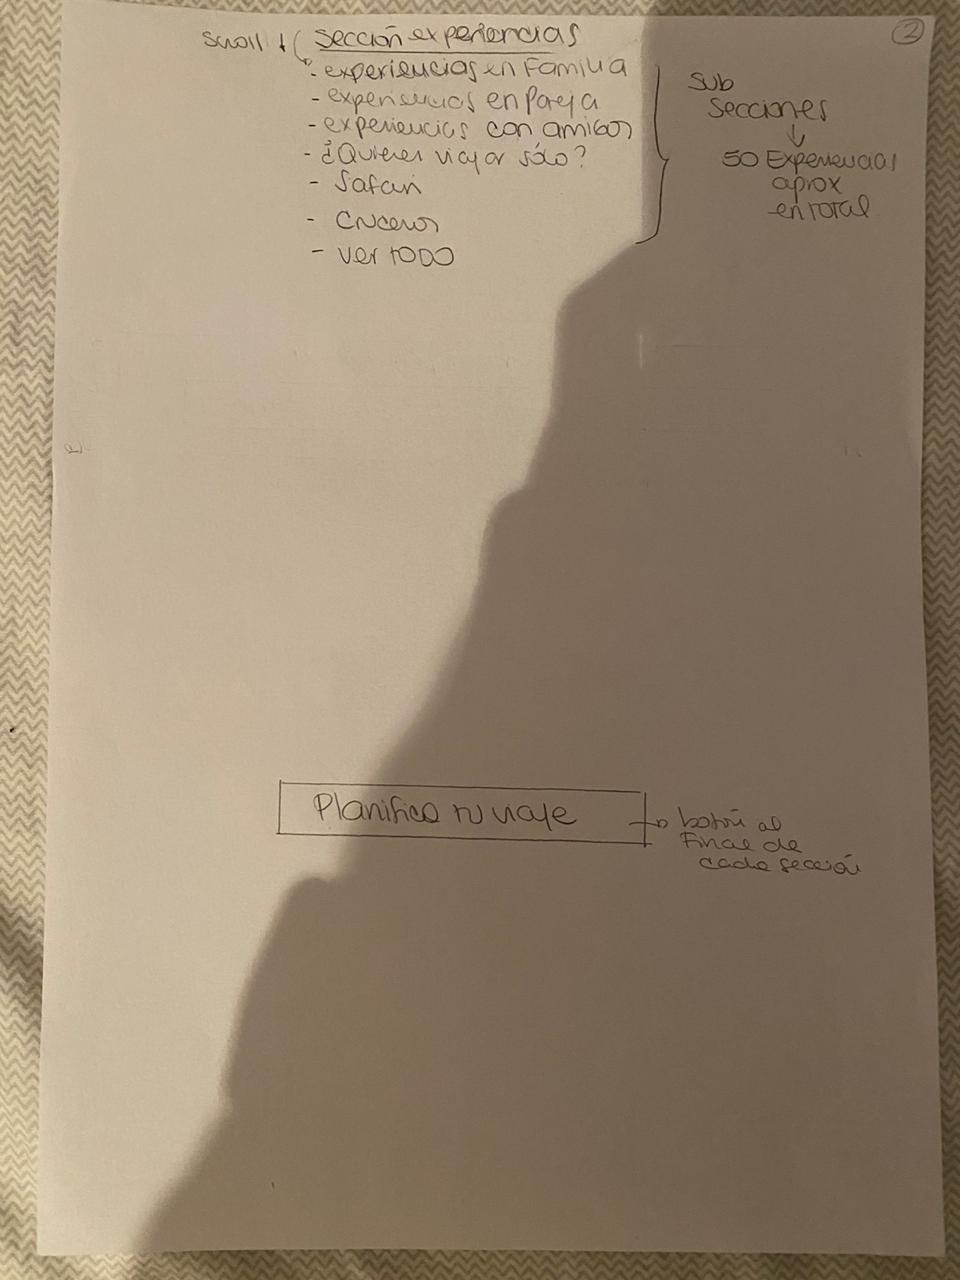 2
Scroll ↓ Sección experiencias
- experiencias en Familia
- experiencias en Pareja
- experiencias con amigos
- ¿Quieres viajar sólo?
- Safari
- Cruceros
- Ver TODO
Sub
Secciones
↓
50 Experiencias
aprox
en total
Planifica tu viaje
→ botón al
Final de
cada sección